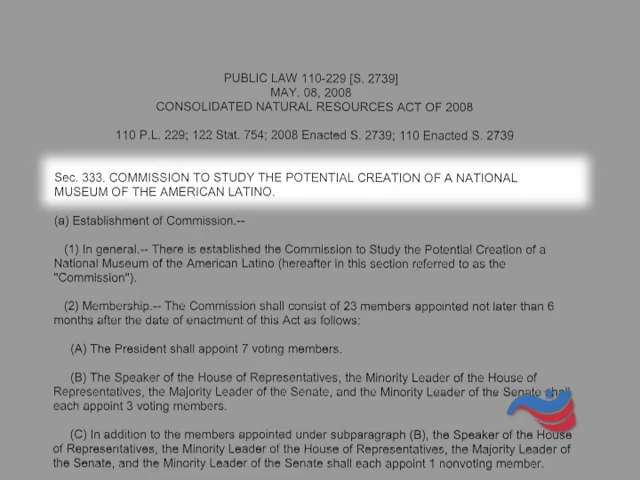 PUBLIC LAW 110-229 [S. 2739]
MAY. 08, 2008
CONSOLIDATED NATURAL RESOURCES ACT OF 2008
110 P.L. 229; 122 Stat. 754; 2008 Enacted S. 2739; 110 Enacted S. 2739
Sec. 333. COMMISSION TO STUDY THE POTENTIAL CREATION OF A NATIONAL
MUSEUM OF THE AMERICAN LATINO.
(a) Establishment of Commission.--
(1) In general.-- There is established the Commission to Study the Potential Creation of a
National Museum of the American Latino (hereafter in this section referred to as the
"Commission").
(2) Membership.-- The Commission shall consist of 23 members appointed not later than 6
months after the date of enactment of this Act as follows:
(A) The President shall appoint 7 voting members.
(B) The Speaker of the House of Representatives, the Minority Leader of the House of
Representatives, the Majority Leader of the Senate, and the Minority Leader of the Senate shall
each appoint 3 voting members.
(C) In addition to the members appointed under subparagraph (B), the Speaker of the House
of Representatives, the Minority Leader of the House of Representatives, the Majority Leader of
the Senate, and the Minority Leader of the Senate shall each appoint 1 nonvoting member.